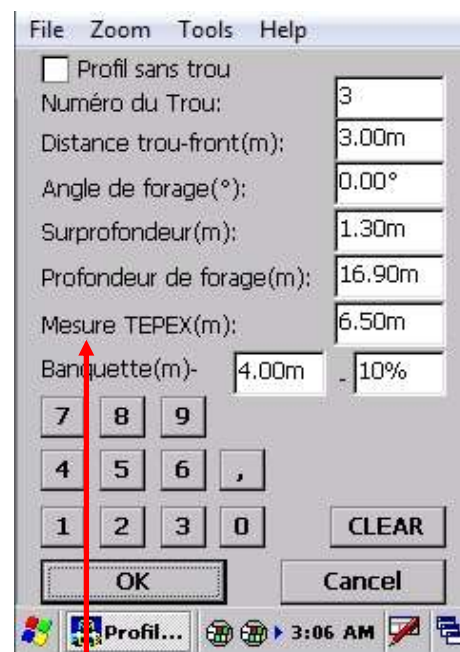 File Zoom Tools Help
Profil sans trou
Numéro du Trou: 3
Distance trou-front(m): 3.00m
Angle de forage(°): 0.00°
Surprofondeur(m): 1.30m
Profondeur de forage(m): 16.90m
Mesure TEPEX(m): 6.50m
Banquette(m)- 4.00m - 10%
7 8 9
4 5 6 ,
1 2 3 0 CLEAR
OK Cancel
Profil... 3:06 AM